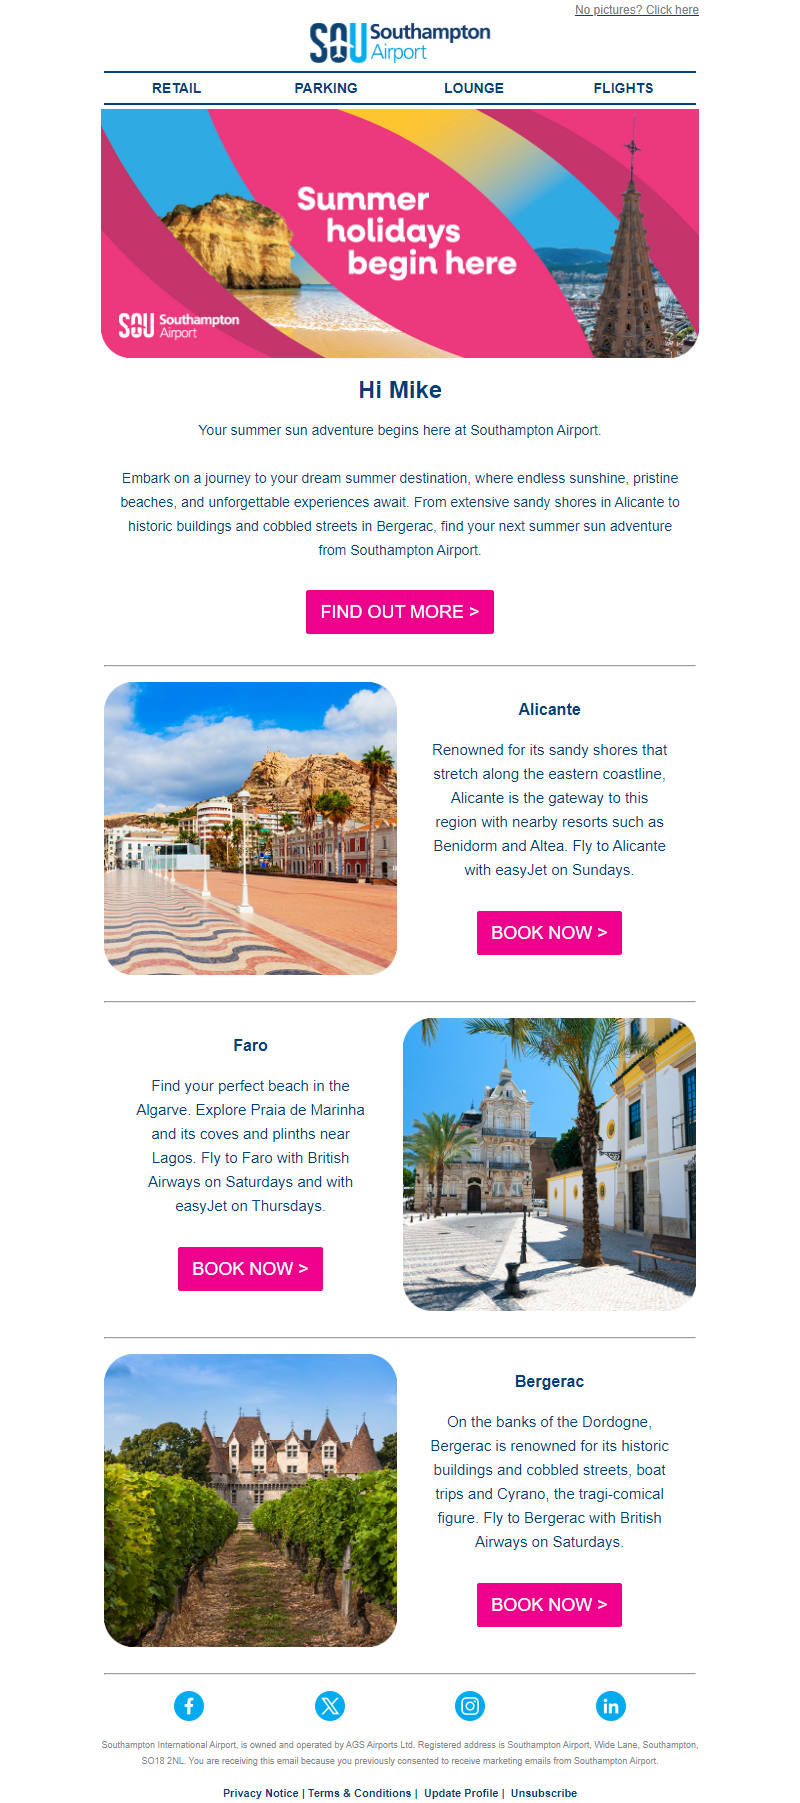 No pictures? Click here
SOU Southampton
Airport
RETAIL PARKING LOUNGE FLIGHTS
Summer
holidays
begin here
SOU Southampton
Airport
Hi Mike
Your summer sun adventure begins here at Southampton Airport.
Embark on a journey to your dream summer destination, where endless sunshine, pristine
beaches, and unforgettable experiences await. From extensive sandy shores in Alicante to
historic buildings and cobbled streets in Bergerac, find your next summer sun adventure
from Southampton Airport.
FIND OUT MORE >
Alicante
Renowned for its sandy shores that
stretch along the eastern coastline,
Alicante is the gateway to this
region with nearby resorts such as
Benidorm and Altea. Fly to Alicante
with easyJet on Sundays.
BOOK NOW >
Faro
Find your perfect beach in the
Algarve. Explore Praia de Marinha
and its coves and plinths near
Lagos. Fly to Faro with British
Airways on Saturdays and with
easyJet on Thursdays.
BOOK NOW >
Bergerac
On the banks of the Dordogne,
Bergerac is renowned for its historic
buildings and cobbled streets, boat
trips and Cyrano, the tragi-comical
figure. Fly to Bergerac with British
Airways on Saturdays.
BOOK NOW >
Southampton International Airport, is owned and operated by AGS Airports Ltd. Registered address is Southampton Airport, Wide Lane, Southampton,
SO18 2NL. You are receiving this email because you previously consented to receive marketing emails from Southampton Airport.
Privacy Notice | Terms & Conditions | Update Profile | Unsubscribe